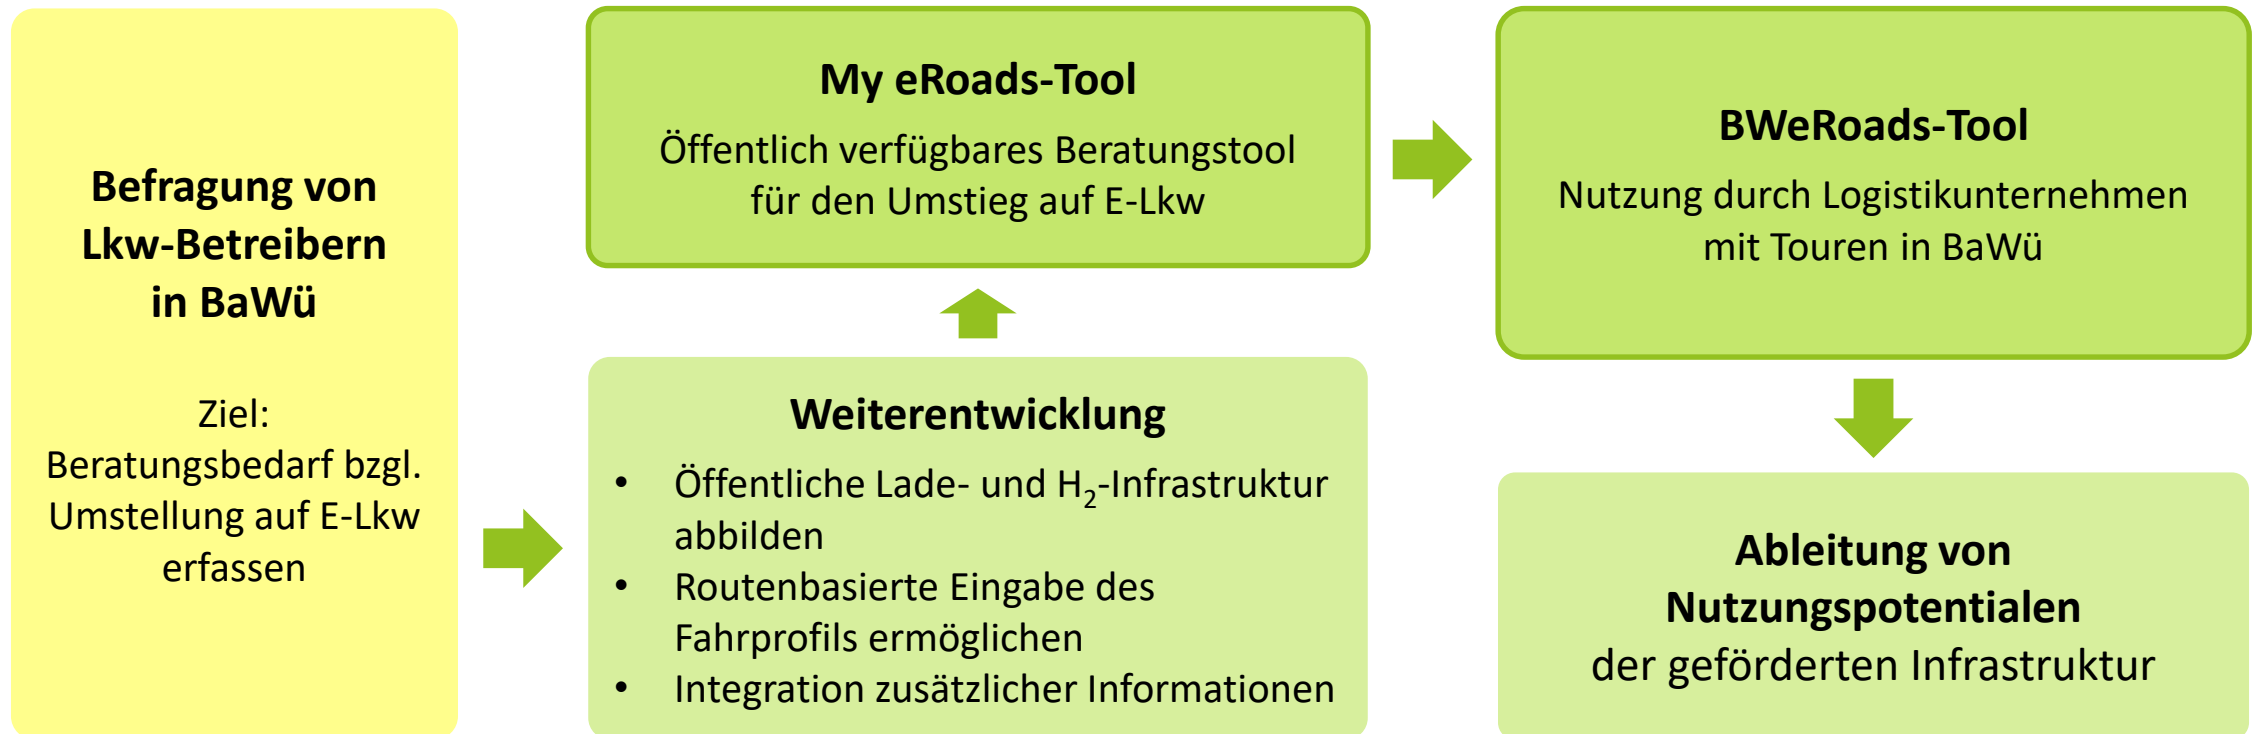 Befragung von
Lkw-Betreibern
in BaWü
Ziel:
Beratungsbedarf bzgl.
Umstellung auf E-Lkw
erfassen
My eRoads-Tool
Öffentlich verfügbares Beratungstool
für den Umstieg auf E-Lkw
Weiterentwicklung
• Öffentliche Lade- und H₂-Infrastruktur
abbilden
• Routenbasierte Eingabe des
Fahrprofils ermöglichen
• Integration zusätzlicher Informationen
BWeRoads-Tool
Nutzung durch Logistikunternehmen
mit Touren in BaWü
Ableitung von
Nutzungspotentialen
der geförderten Infrastruktur